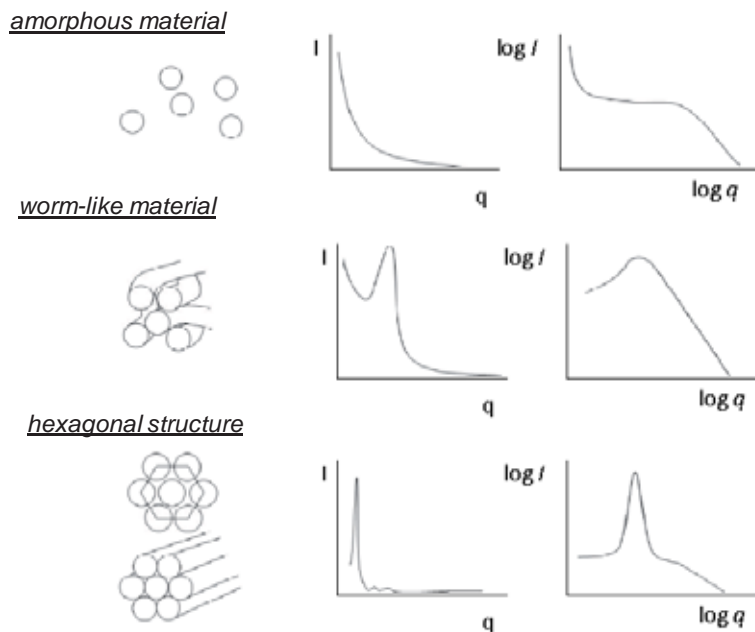 amorphous material
I
q
log I
log q
worm-like material
I
q
log I
log q
hexagonal structure
I
q
log I
log q